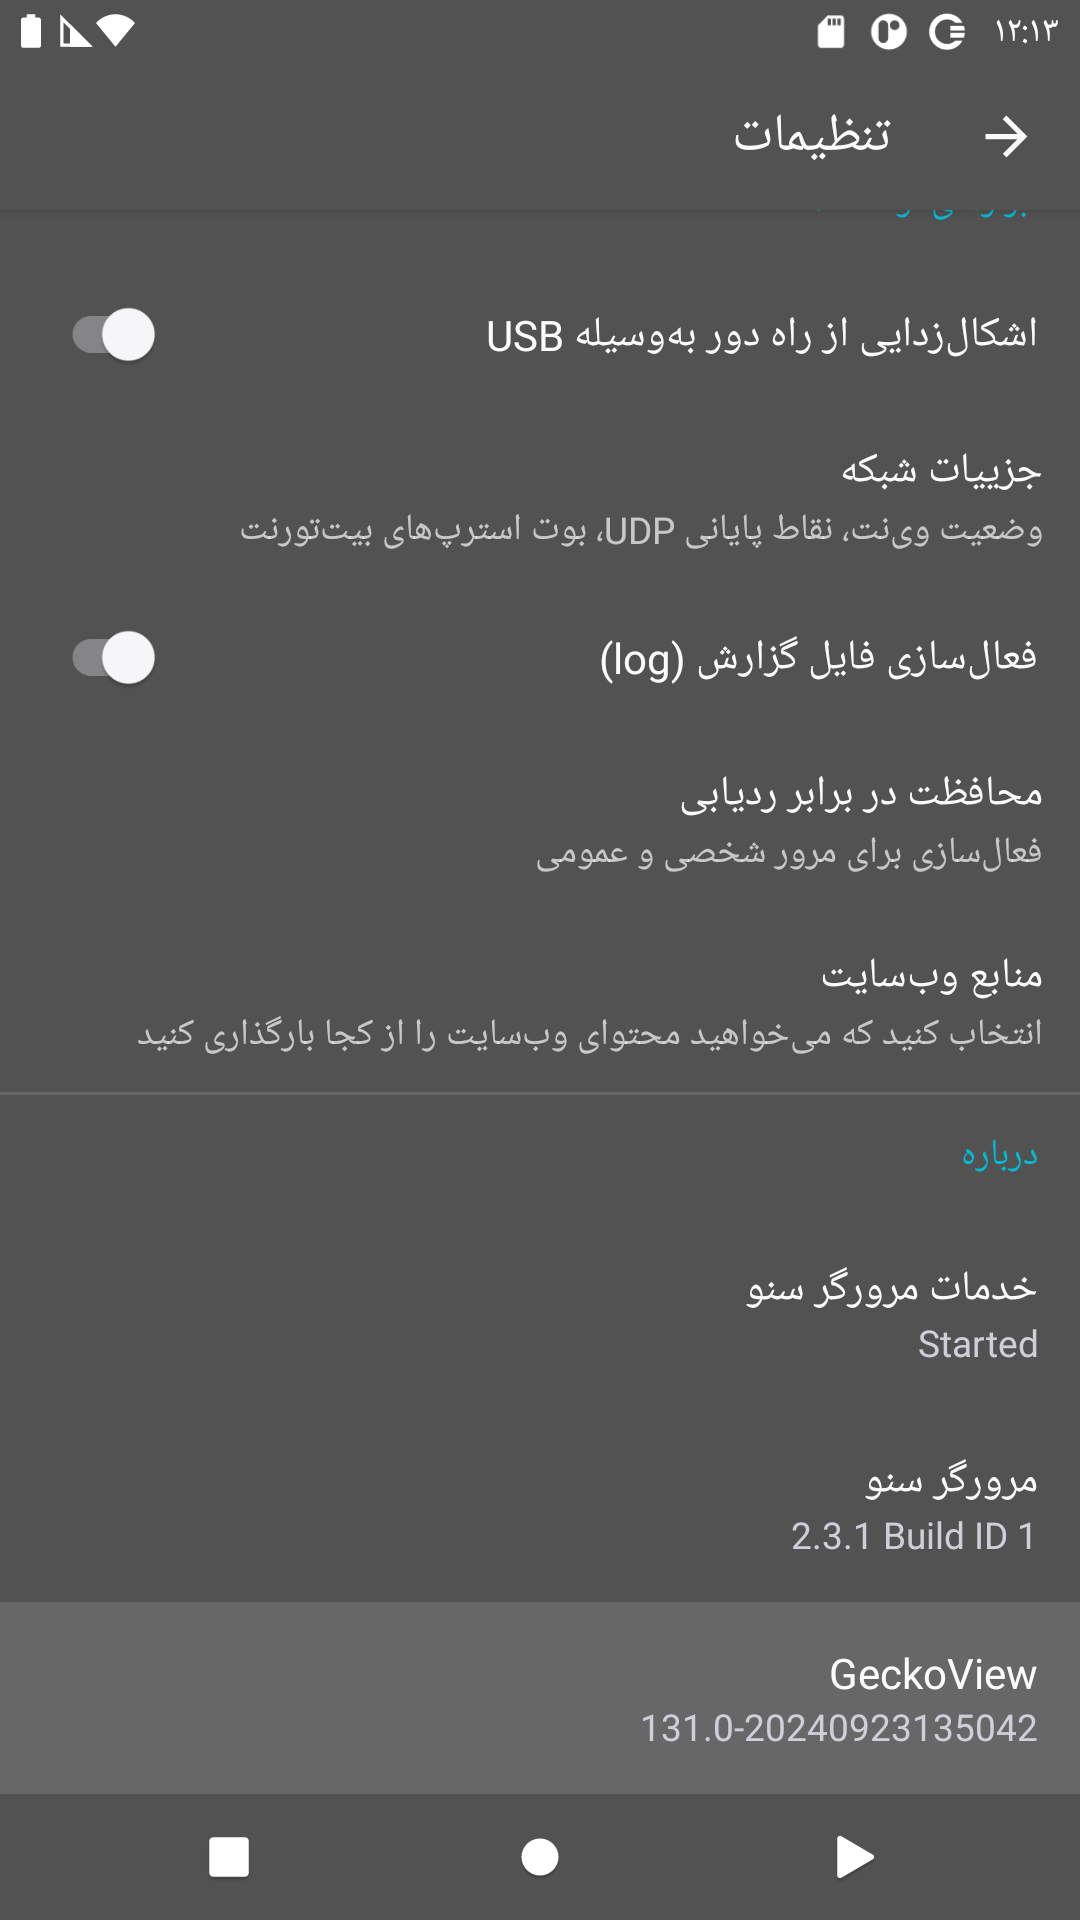 ۱۲:۱۳
تنظیمات
اشکال‌زدایی از راه دور به‌وسیله USB
جزییات شبکه
وضعیت وی‌نت، نقاط پایانی UDP، بوت استرپ‌های بیت‌تورنت
فعال‌سازی فایل گزارش (log)
محافظت در برابر ردیابی
فعال‌سازی برای مرور شخصی و عمومی
منابع وب‌سایت
انتخاب کنید که می‌خواهید محتوای وب‌سایت را از کجا بارگذاری کنید
درباره
خدمات مرورگر سنو
Started
مرورگر سنو
2.3.1 Build ID 1
GeckoView
131.0-20240923135042